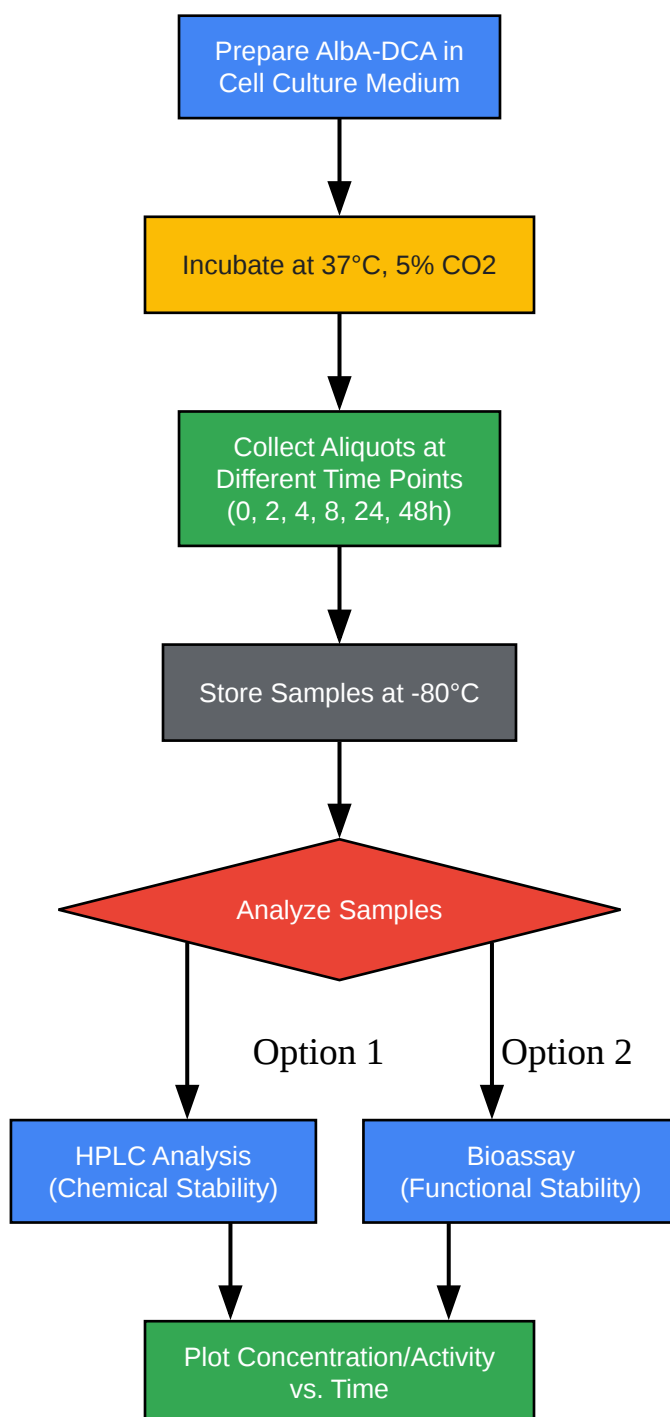 Prepare AlbA-DCA in
Cell Culture Medium
Incubate at 37°C, 5% CO2
Collect Aliquots at
Different Time Points
(0, 2, 4, 8, 24, 48h)
Store Samples at -80°C
Analyze Samples
Option 1
Option 2
HPLC Analysis
(Chemical Stability)
Bioassay
(Functional Stability)
Plot Concentration/Activity
vs. Time